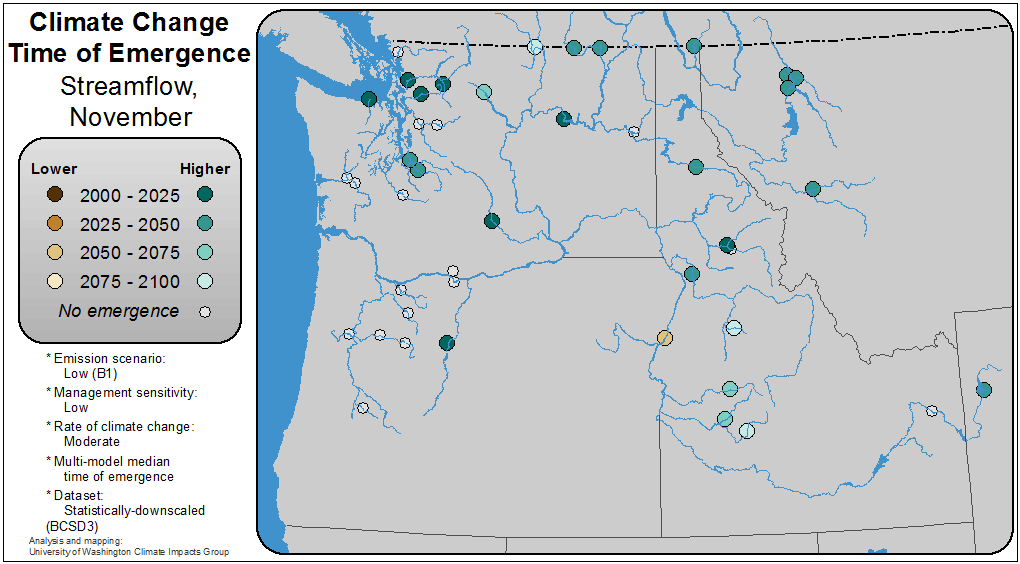 Climate Change
Time of Emergence
Streamflow,
November
Lower Higher
2000 - 2025
2025 - 2050
2050 - 2075
2075 - 2100
No emergence
* Emission scenario:
Low (B1)
* Management sensitivity:
Low
* Rate of climate change:
Moderate
* Multi-model median
time of emergence
* Dataset:
Statistically-downscaled
(BCSD3)
Analysis and mapping:
University of Washington Climate Impacts Group